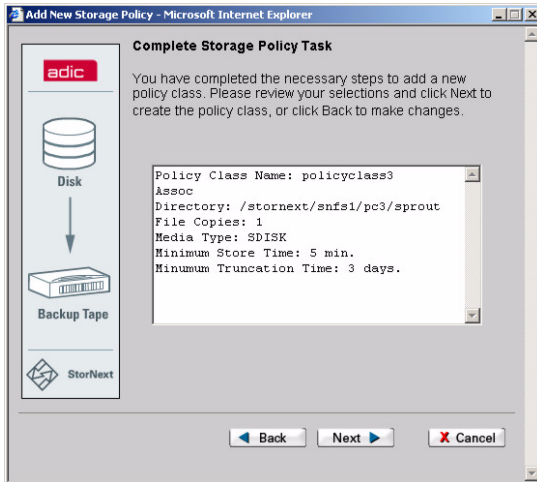 Add New Storage Policy - Microsoft Internet Explorer
adic
Disk
Backup Tape
StorNext
Complete Storage Policy Task
You have completed the necessary steps to add a new
policy class. Please review your selections and click Next to
create the policy class, or click Back to make changes.
Policy Class Name: policyclass3
Assoc
Directory: /stornext/snfs1/pc3/sprout
File Copies: 1
Media Type: SDISK
Minimum Store Time: 5 min.
Minumum Truncation Time: 3 days.
Back
Next
X Cancel